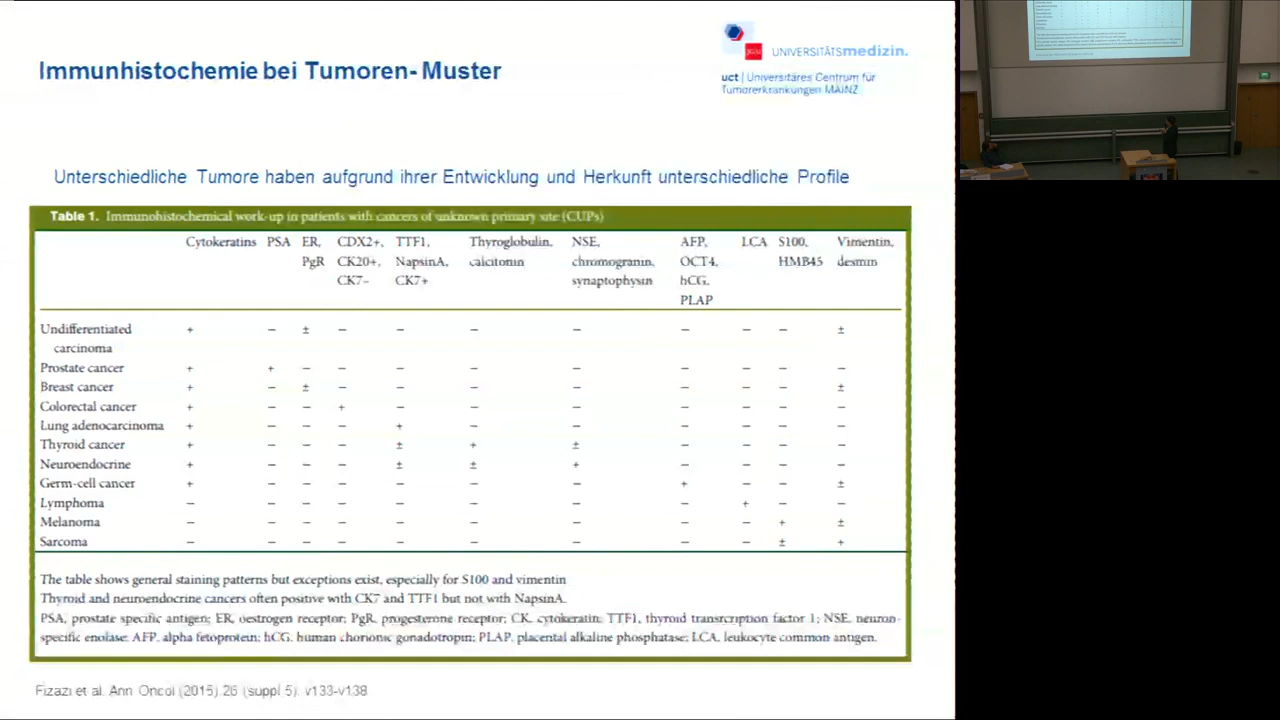 Immunhistochemie bei Tumoren- Muster
UNIVERSITÄTSmedizin.
uct | Universitäres Centrum für
Tumorerkrankungen MAINZ
Unterschiedliche Tumore haben aufgrund ihrer Entwicklung und Herkunft unterschiedliche Profile
Table 1. Immunohistochemical work-up in patients with cancers of unknown primary site (CUPs)
Cytokeratins PSA ER, CDX2+, TTF1, Thyroglobulin, NSE, AFP, LCA S100, Vimentin,
PgR CK20+, NapsinA, calcitonin chromogranin, OCT4, HMB45 desmin
CK7– CK7+ synaptophysin hCG,
PLAP
Undifferentiated + – ± – – – – – – – ±
carcinoma
Prostate cancer + + – – – – – – – – –
Breast cancer + – ± – – – – – – – ±
Colorectal cancer + – – + – – – – – – –
Lung adenocarcinoma + – – – + – – – – – –
Thyroid cancer + – – – ± + ± – – – –
Neuroendocrine + – – – ± ± + – – – –
Germ-cell cancer + – – – – – – + – – ±
Lymphoma – – – – – – – – + – –
Melanoma – – – – – – – – – + ±
Sarcoma – – – – – – – – – ± +
The table shows general staining patterns but exceptions exist, especially for S100 and vimentin
Thyroid and neuroendocrine cancers often positive with CK7 and TTF1 but not with NapsinA.
PSA, prostate specific antigen; ER, oestrogen receptor; PgR, progesterone receptor; CK, cytokeratin; TTF1, thyroid transcription factor 1; NSE, neuron-
specific enolase; AFP, alpha fetoprotein; hCG, human chorionic gonadotropin; PLAP, placental alkaline phosphatase; LCA, leukocyte common antigen.
Fizazi et al. Ann Oncol (2015) 26 (suppl 5): v133-v138